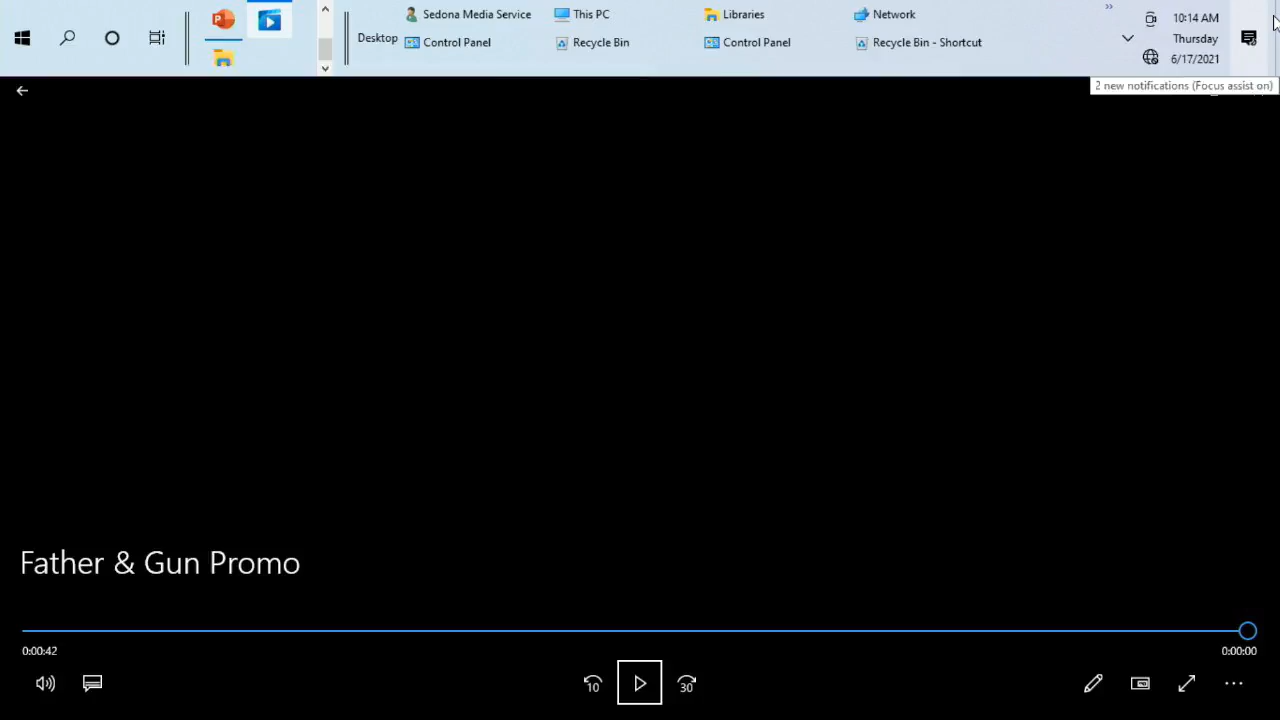 Sedona Media Service This PC Libraries Network
Desktop Control Panel Recycle Bin Control Panel Recycle Bin - Shortcut
10:14 AM
Thursday
6/17/2021
2 new notifications (Focus assist on)
Father & Gun Promo
0:00:42 0:00:00
10 30